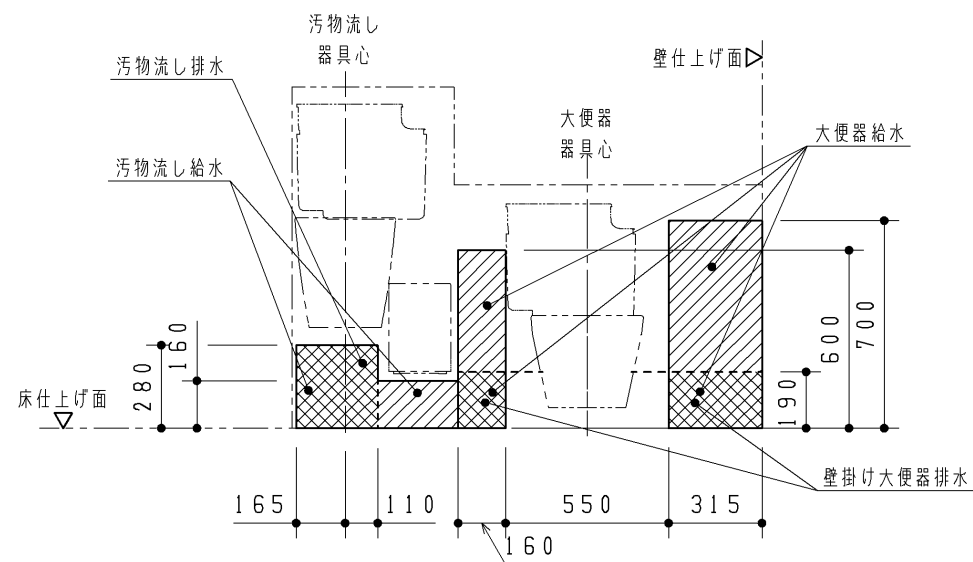 汚物流し
器具心
汚物流し排水
壁仕上げ面
大便器
器具心
大便器給水
汚物流し給水
280
160
600
700
190
床仕上げ面
壁掛け大便器排水
165
110
550
315
160